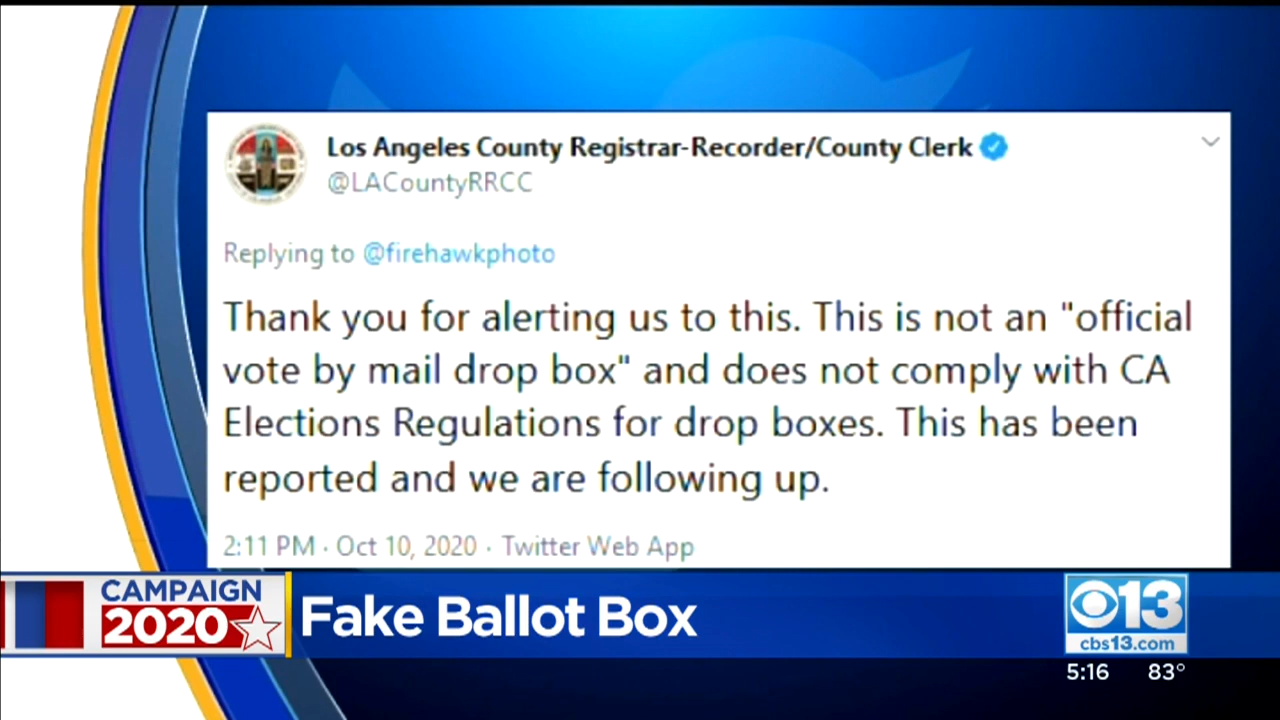 Los Angeles County Registrar-Recorder/County Clerk
@LACountyRRCC
Replying to @firehawkphoto
Thank you for alerting us to this. This is not an "official
vote by mail drop box" and does not comply with CA
Elections Regulations for drop boxes. This has been
reported and we are following up.
2:11 PM · Oct 10, 2020 · Twitter Web App
CAMPAIGN
2020
Fake Ballot Box
13
cbs13.com
5:16 83°